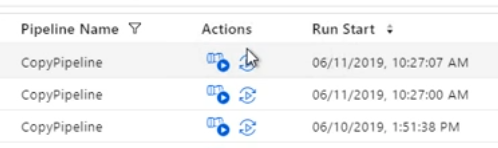 Pipeline Name Actions Run Start
CopyPipeline 06/11/2019, 10:27:07 AM
CopyPipeline 06/11/2019, 10:27:00 AM
CopyPipeline 06/10/2019, 1:51:38 PM